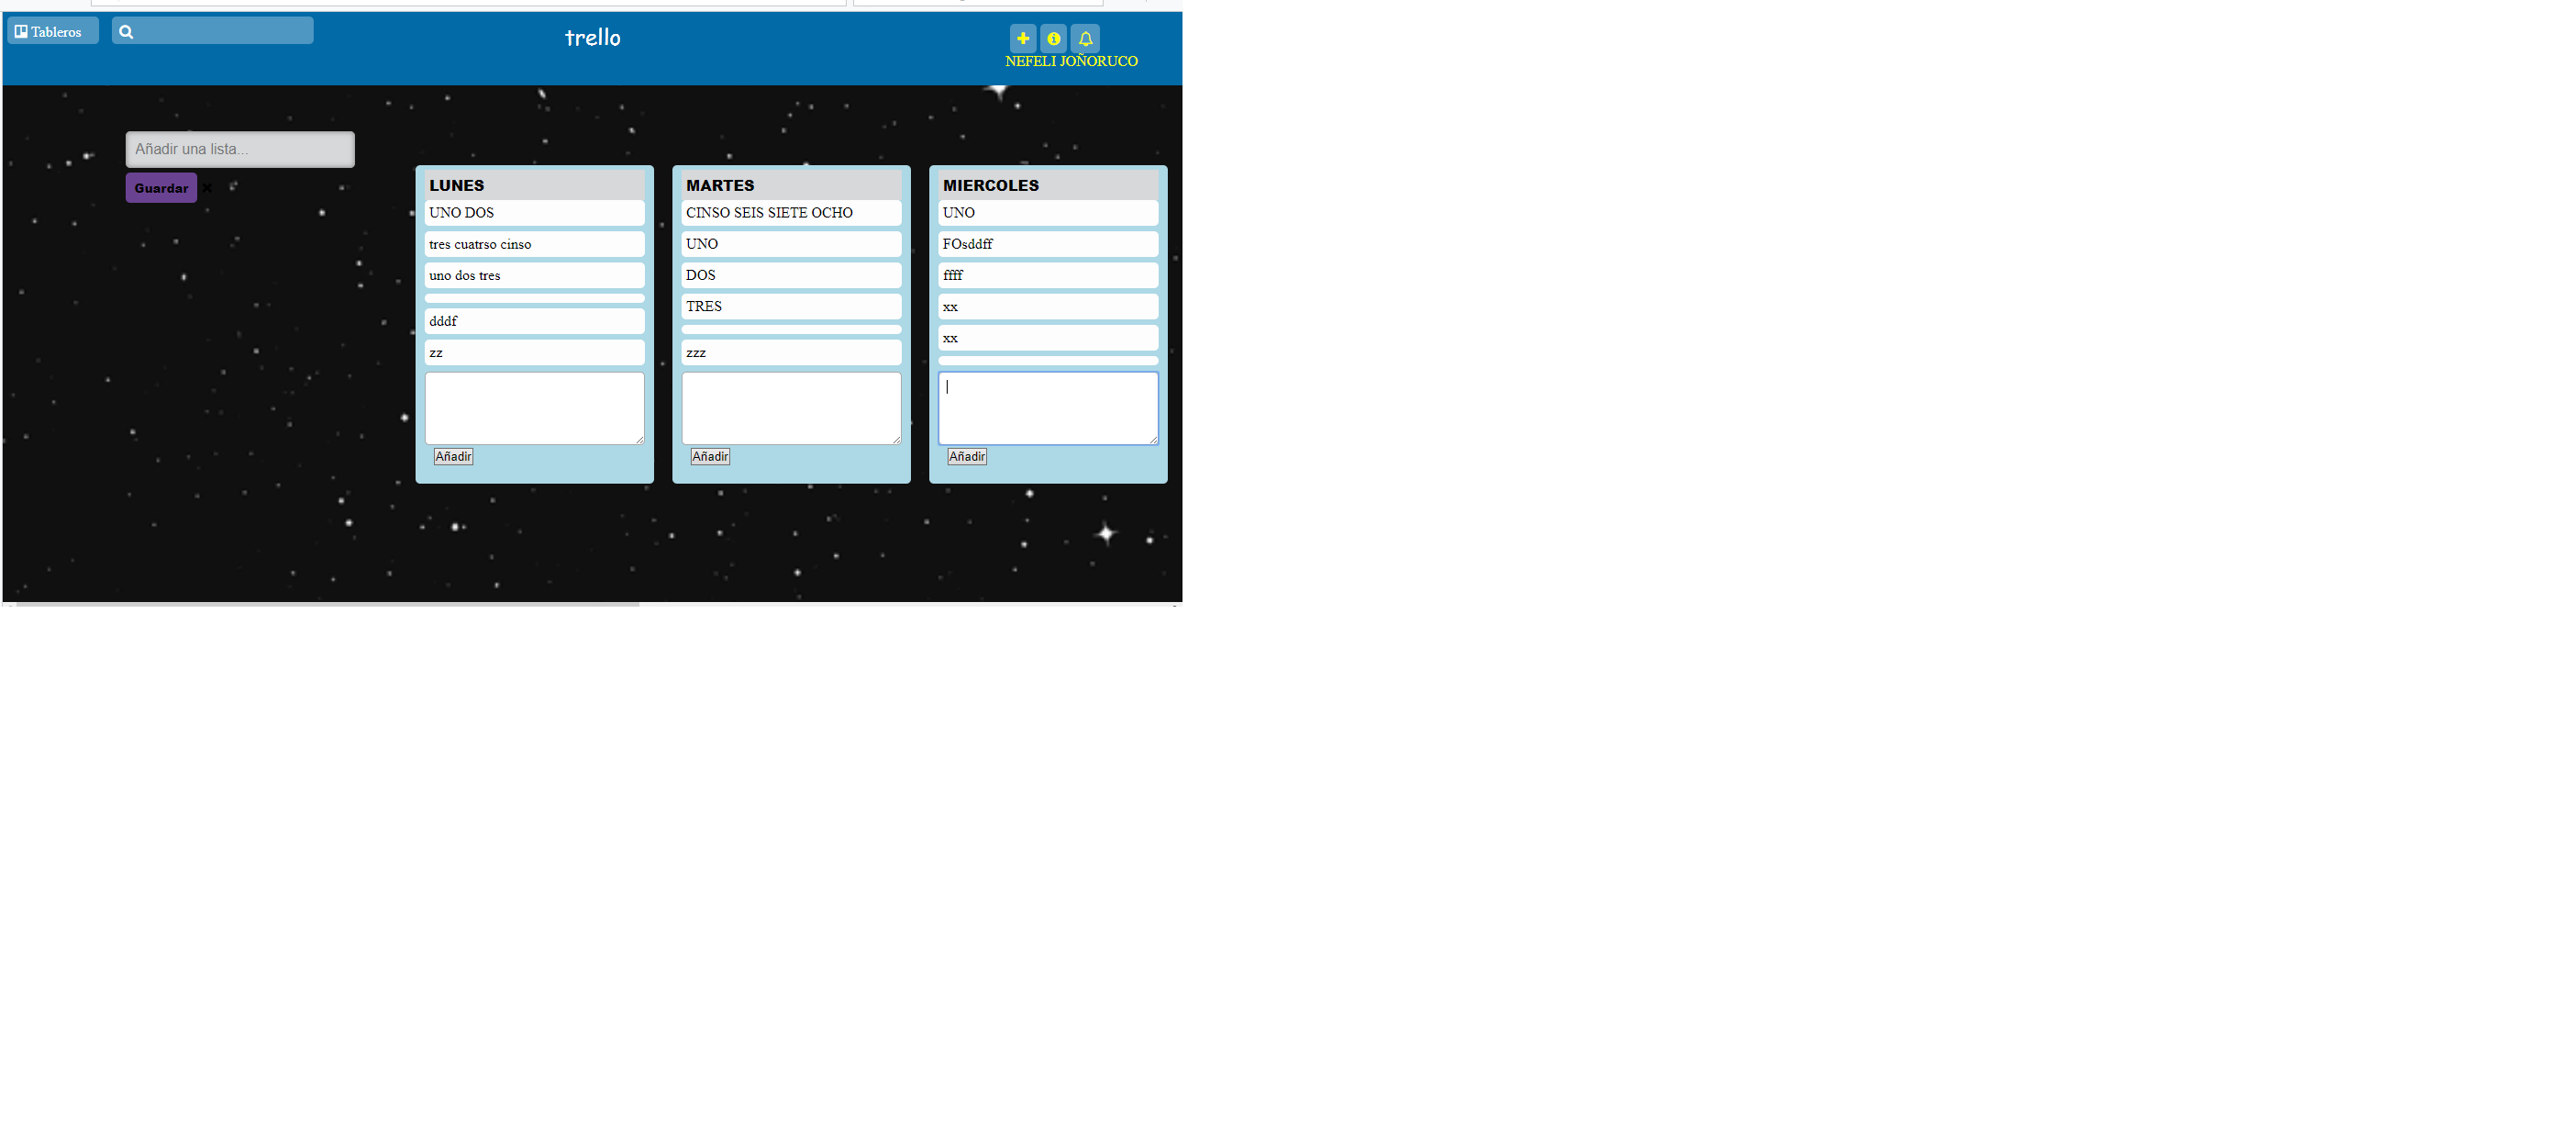 Tableros
trello
NEFELI JOÑORUCO
Añadir una lista...
Guardar
LUNES
UNO DOS
tres cuatrso cinso
uno dos tres
dddf
zz
Añadir
MARTES
CINSO SEIS SIETE OCHO
UNO
DOS
TRES
zzz
Añadir
MIERCOLES
UNO
FOsddff
ffff
xx
xx
Añadir